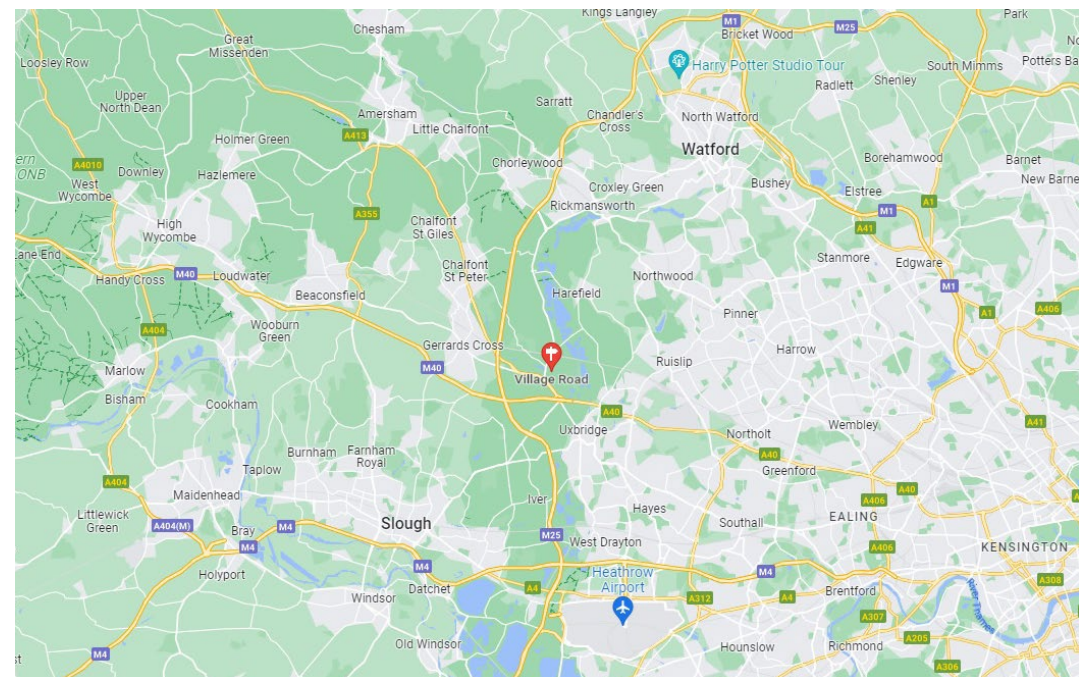 Kings Langley
M1
Park
Chesham
Bricket Wood
M25
Great
Missenden
Loosley Row
Harry Potter Studio Tour
South Mimms
Potters Ba
Radlett
Shenley
Upper
North Dean
Sarratt
Amersham
Chandler's
Cross
North Watford
Little Chalfont
A413
Holmer Green
Watford
Borehamwood
Barnet
ern
ONB
A4010
Downley
Hazlemere
Chorleywood
New Barne
West
Wycombe
Croxley Green
Bushey
Elstree
Rickmansworth
A1
M1
A355
High
Wycombe
Chalfont
St Giles
A41
Lane End
Stanmore
Edgware
Chalfont
St Peter
Northwood
Handy Cross
M40
Loudwater
Beaconsfield
Harefield
M1
Pinner
A1
A406
A404
Wooburn
Green
Gerrards Cross
Harrow
Marlow
M40
Village Road
Ruislip
Bisham
Cookham
A40
A41
Uxbridge
Wembley
Northolt
Burnham
Farnham
Royal
A40
Taplow
Greenford
A404
Maidenhead
A40
Iver
A406
Littlewick
Green
Hayes
EALING
A404(M)
Slough
Southall
Bray
M4
M25
West Drayton
A406
KENSINGTON
M4
M4
Holyport
Heathrow
Airport
M4
A308
Datchet
A4
A312
A4
Brentford
Windsor
River Thames
A307
A205
Old Windsor
Hounslow
Richmond
M4
st
A306